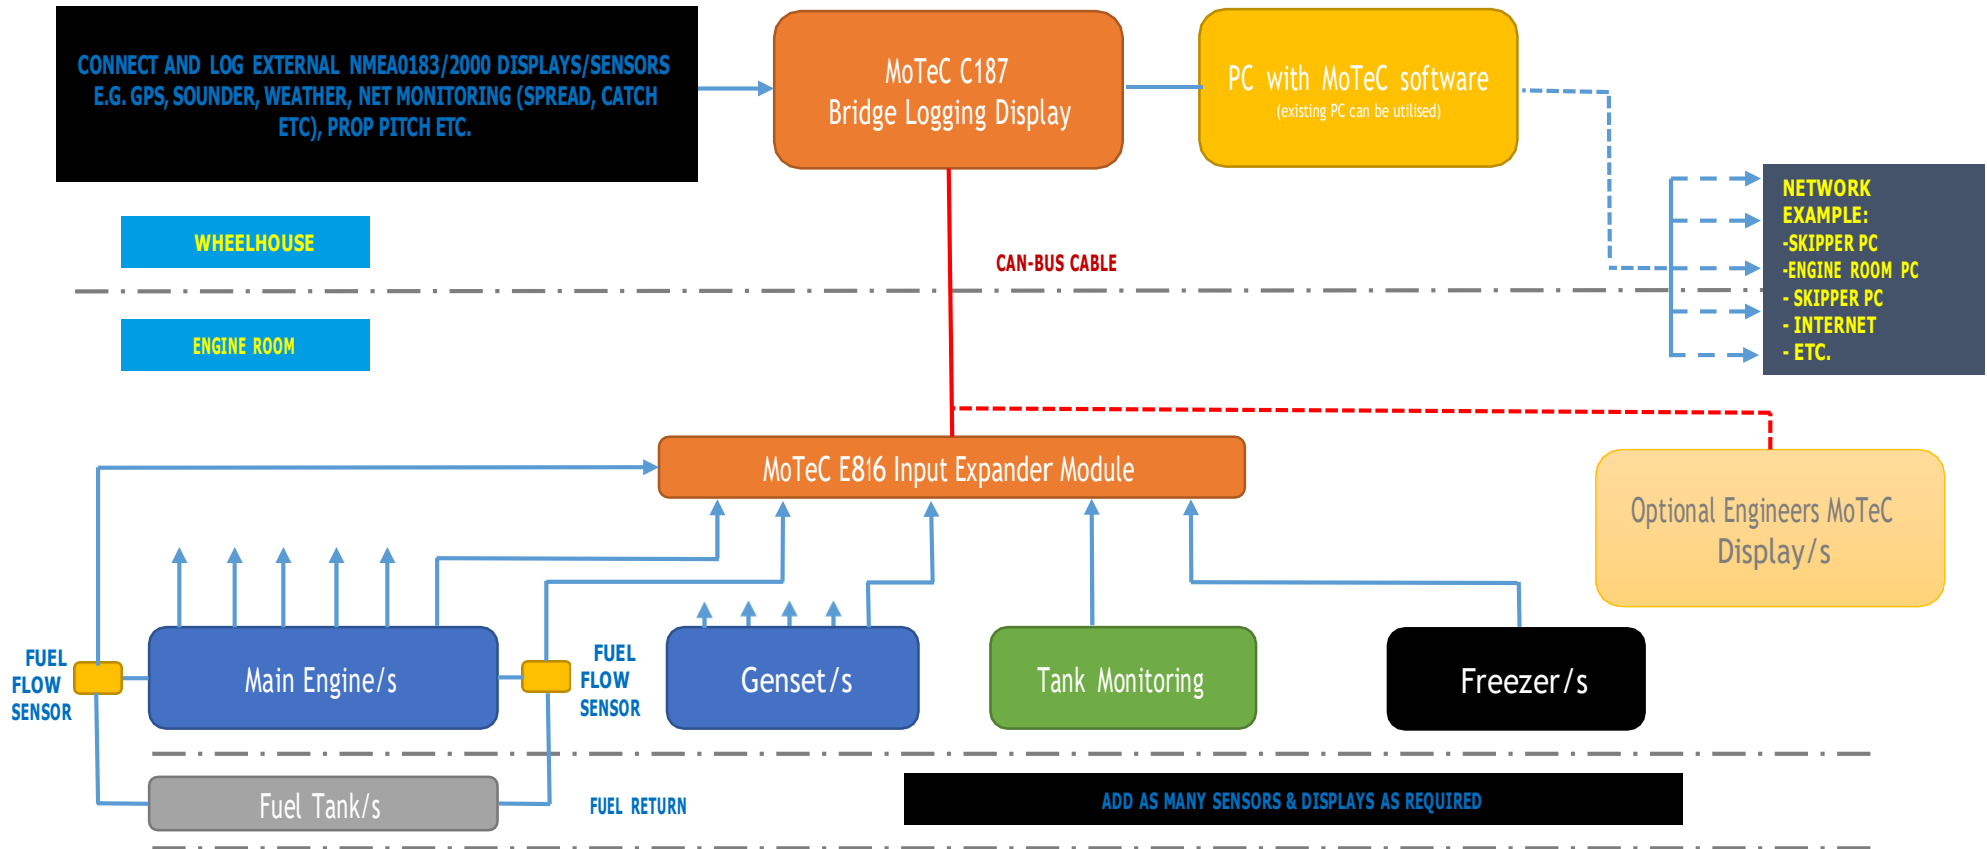 CONNECT AND LOG EXTERNAL NMEA0183/2000 DISPLAYS/SENSORS
E.G. GPS, SOUNDER, WEATHER, NET MONITORING (SPREAD, CATCH
ETC), PROP PITCH ETC.
MoTeC C187
Bridge Logging Display
PC with MoTeC software
(existing PC can be utilised)
NETWORK
EXAMPLE:
-SKIPPER PC
-ENGINE ROOM PC
- SKIPPER PC
- INTERNET
- ETC.
WHEELHOUSE
CAN-BUS CABLE
ENGINE ROOM
MoTeC E816 Input Expander Module
Optional Engineers MoTeC
Display/s
FUEL
FLOW
SENSOR
Main Engine/s
FUEL
FLOW
SENSOR
Genset/s
Tank Monitoring
Freezer/s
Fuel Tank/s
FUEL RETURN
ADD AS MANY SENSORS & DISPLAYS AS REQUIRED